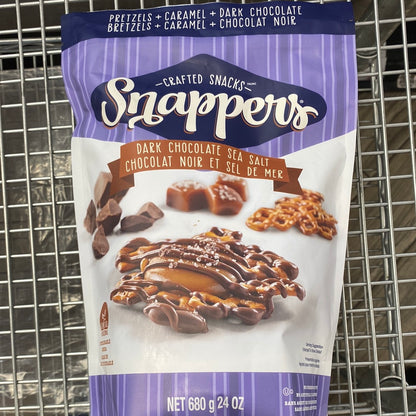 PRETZELS + CARAMEL + DARK CHOCOLATE
BRETZELS + CARAMEL + CHOCOLAT NOIR
CRAFTED SNACKS
Snappers
DARK CHOCOLATE SEA SALT
CHOCOLAT NOIR ET SEL DE MER
NET 680 g 24 OZ